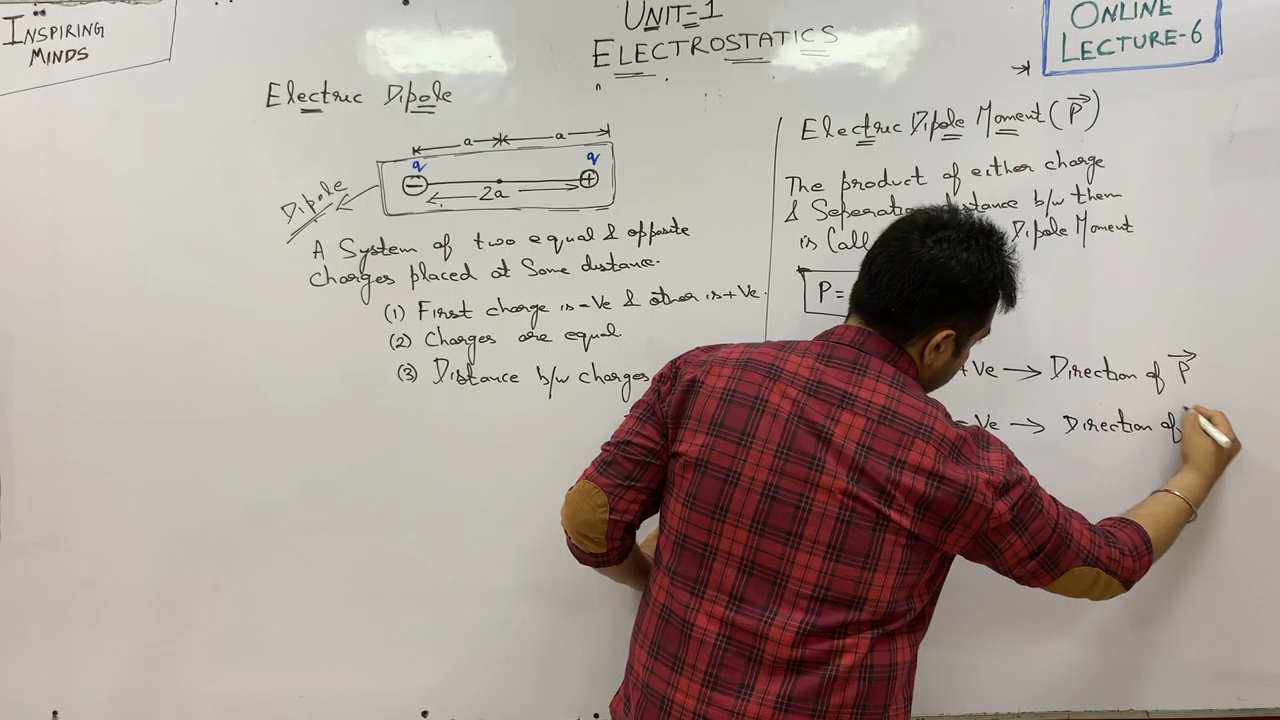 INSPIRING
MINDS
UNIT-1
ELECTROSTATICS
ONLINE
LECTURE-6
Electric Dipole
a a
q q
- +
2a
Dipole
A System of two equal & opposite
charges placed at Some distance.
(1) First charge is -Ve & other is +Ve.
(2) Charges are equal
(3) Distance b/w charges
Electric Dipole Moment (P→)
The product of either charge
& Seperation distance b/w them
is Call Dipole Moment
P =
+Ve → Direction of P→
-Ve → Direction of